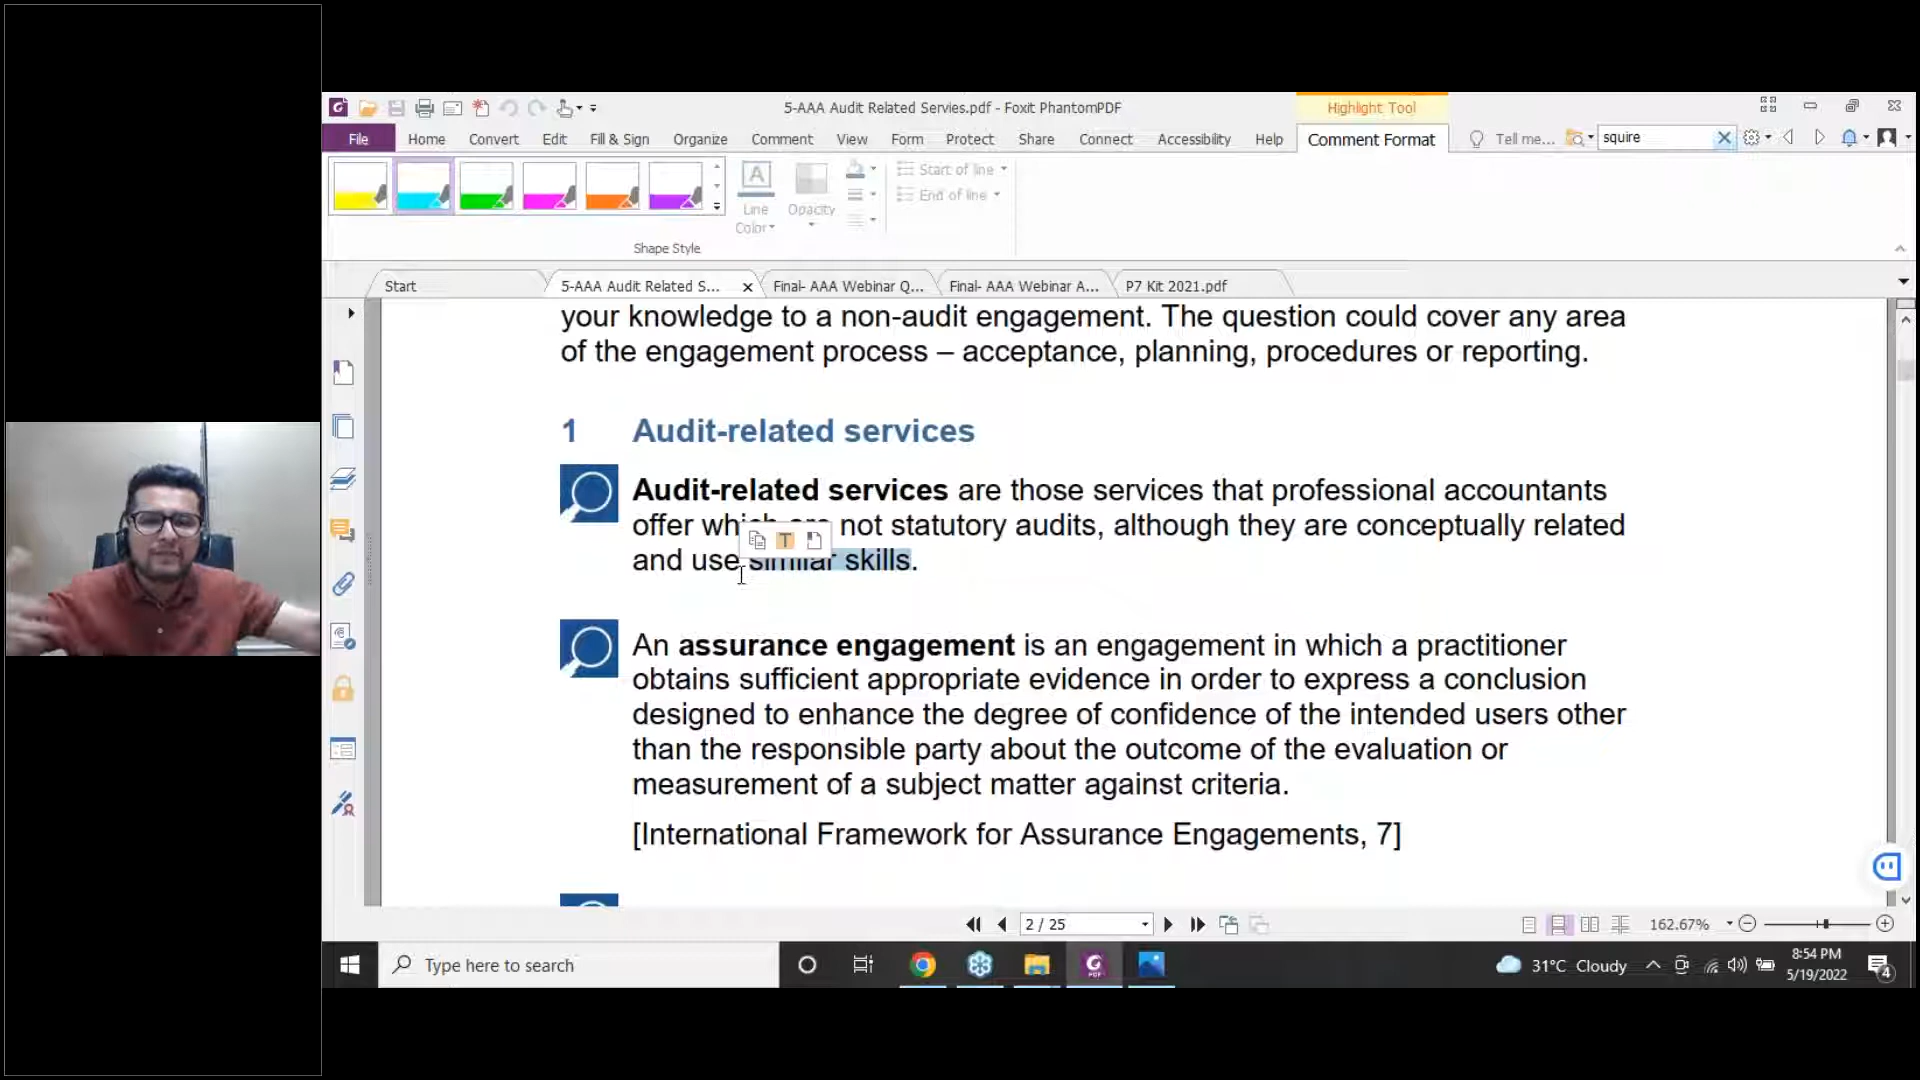 5-AAA Audit Related Servies.pdf - Foxit PhantomPDF
Highlight Tool
File Home Convert Edit Fill & Sign Organize Comment View Form Protect Share Connect Accessibility Help Comment Format Tell me... squire
Line
Color
Opacity
Start of line
End of line
Shape Style
Start
5-AAA Audit Related S...
Final- AAA Webinar Q...
Final- AAA Webinar A...
P7 Kit 2021.pdf
your knowledge to a non-audit engagement. The question could cover any area
of the engagement process – acceptance, planning, procedures or reporting.
1 Audit-related services
Audit-related services are those services that professional accountants
offer which are not statutory audits, although they are conceptually related
and use similar skills.
An assurance engagement is an engagement in which a practitioner
obtains sufficient appropriate evidence in order to express a conclusion
designed to enhance the degree of confidence of the intended users other
than the responsible party about the outcome of the evaluation or
measurement of a subject matter against criteria.
[International Framework for Assurance Engagements, 7]
2 / 25
162.67%
Type here to search
31°C Cloudy
8:54 PM
5/19/2022
4